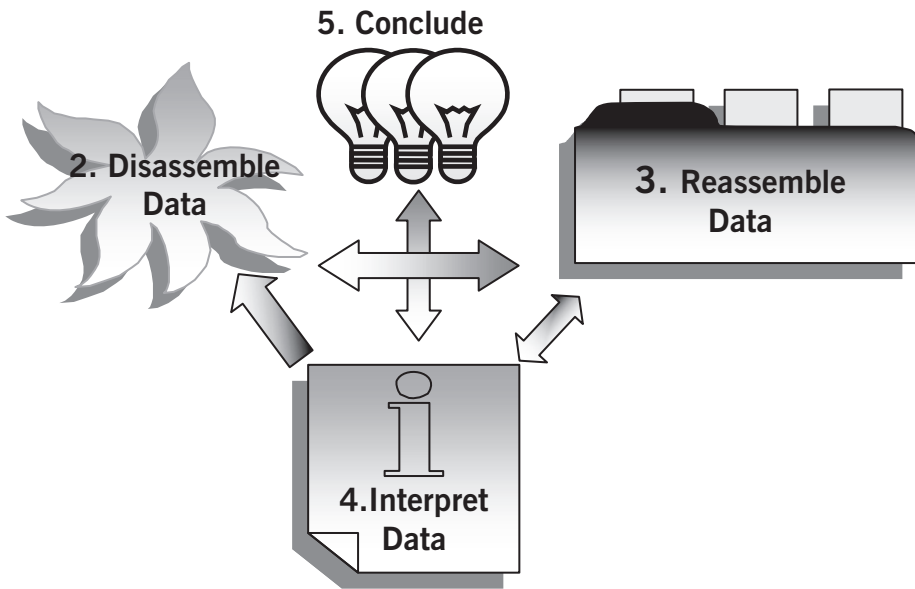 5. Conclude
2. Disassemble
Data
3. Reassemble
Data
4.Interpret
Data